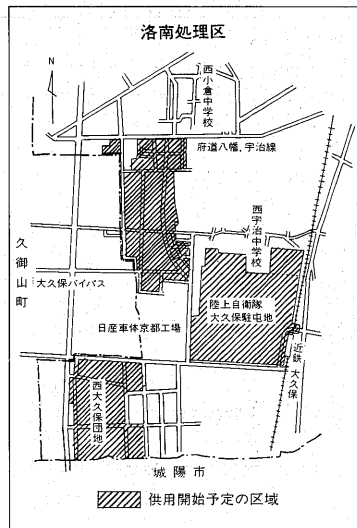 洛南処理区
N
西小倉中学校
府道八幡、宇治線
西宇治中学校
久御山町
大久保バイパス
陸上自衛隊
大久保駐屯地
日産車体京都工場
近鉄大久保
西大久保団地
城陽市
供用開始予定の区域